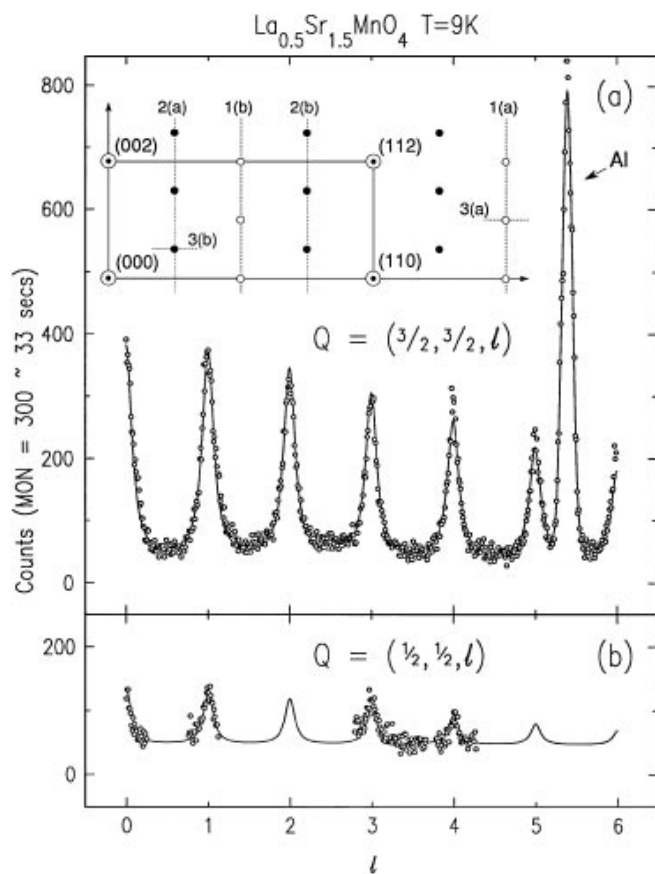 La0.5Sr1.5MnO4 T=9K
(a)
2(a) 1(b) 2(b) 1(a)
(002) (112)
Al
3(b) 3(a)
(000) (110)
Q = (3/2, 3/2, l)
800
600
400
200
0
Counts (MON = 300 ~ 33 secs)
(b)
Q = (1/2, 1/2, l)
200
0
0 1 2 3 4 5 6
l